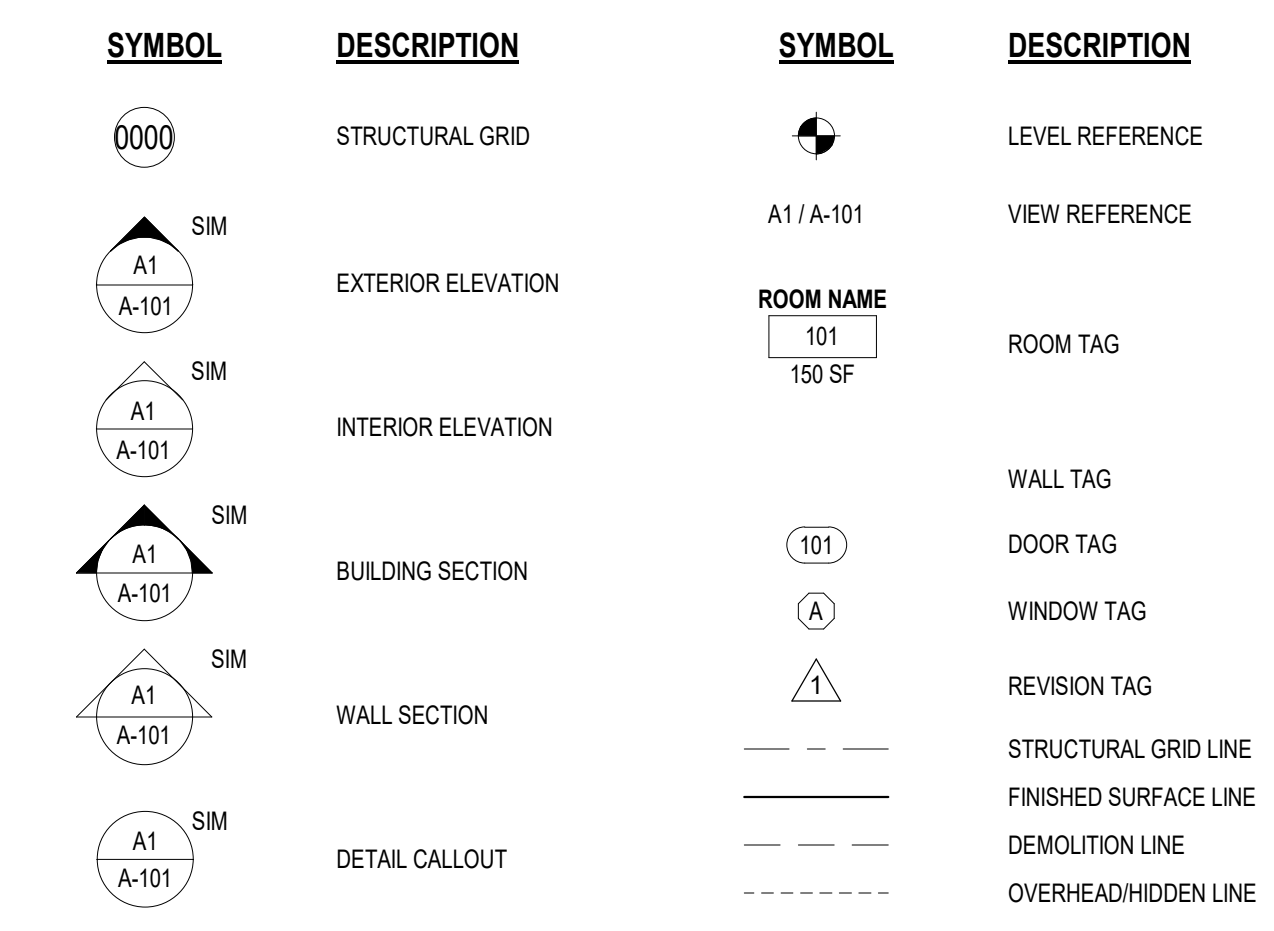 SYMBOL DESCRIPTION
0000 STRUCTURAL GRID
SIM
A1
A-101
EXTERIOR ELEVATION
SIM
A1
A-101
INTERIOR ELEVATION
SIM
A1
A-101
BUILDING SECTION
SIM
A1
A-101
WALL SECTION
SIM
A1
A-101
DETAIL CALLOUT
SYMBOL DESCRIPTION
LEVEL REFERENCE
A1 / A-101 VIEW REFERENCE
ROOM NAME
101
150 SF
ROOM TAG
WALL TAG
101 DOOR TAG
A WINDOW TAG
1 REVISION TAG
STRUCTURAL GRID LINE
FINISHED SURFACE LINE
DEMOLITION LINE
OVERHEAD/HIDDEN LINE